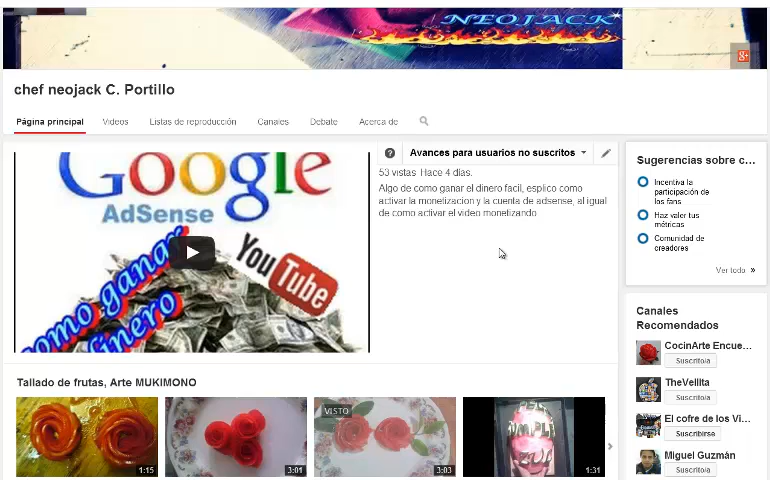 NEOJACK
g+
chef neojack C. Portillo
Página principal Videos Listas de reproducción Canales Debate Acerca de
? Avances para usuarios no suscritos
53 vistas Hace 4 días.
Algo de como ganar el dinero facil, esplico como
activar la monetizacion y la cuenta de adsense, al igual
de como activar el video monetizando
Google
AdSense
YouTube
como ganar
dinero
Sugerencias sobre c...
Incentiva la
participación de
los fans
Haz valer tus
métricas
Comunidad de
creadores
Ver todo »
Canales
Recomendados
CocinArte Encue...
Suscrito/a
TheVellita
Suscrito/a
El cofre de los Vi...
Suscribirse
Miguel Guzmán
Suscrito/a
Tallado de frutas, Arte MUKIMONO
1:15
3:01
VISTO
3:03
1:31